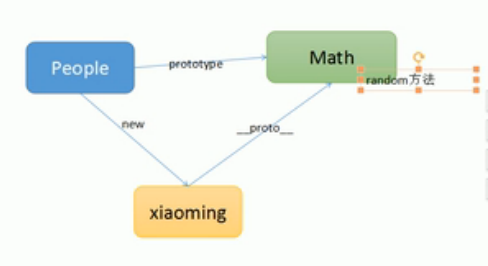 People
prototype
Math
random方法
new
__proto__
xiaoming